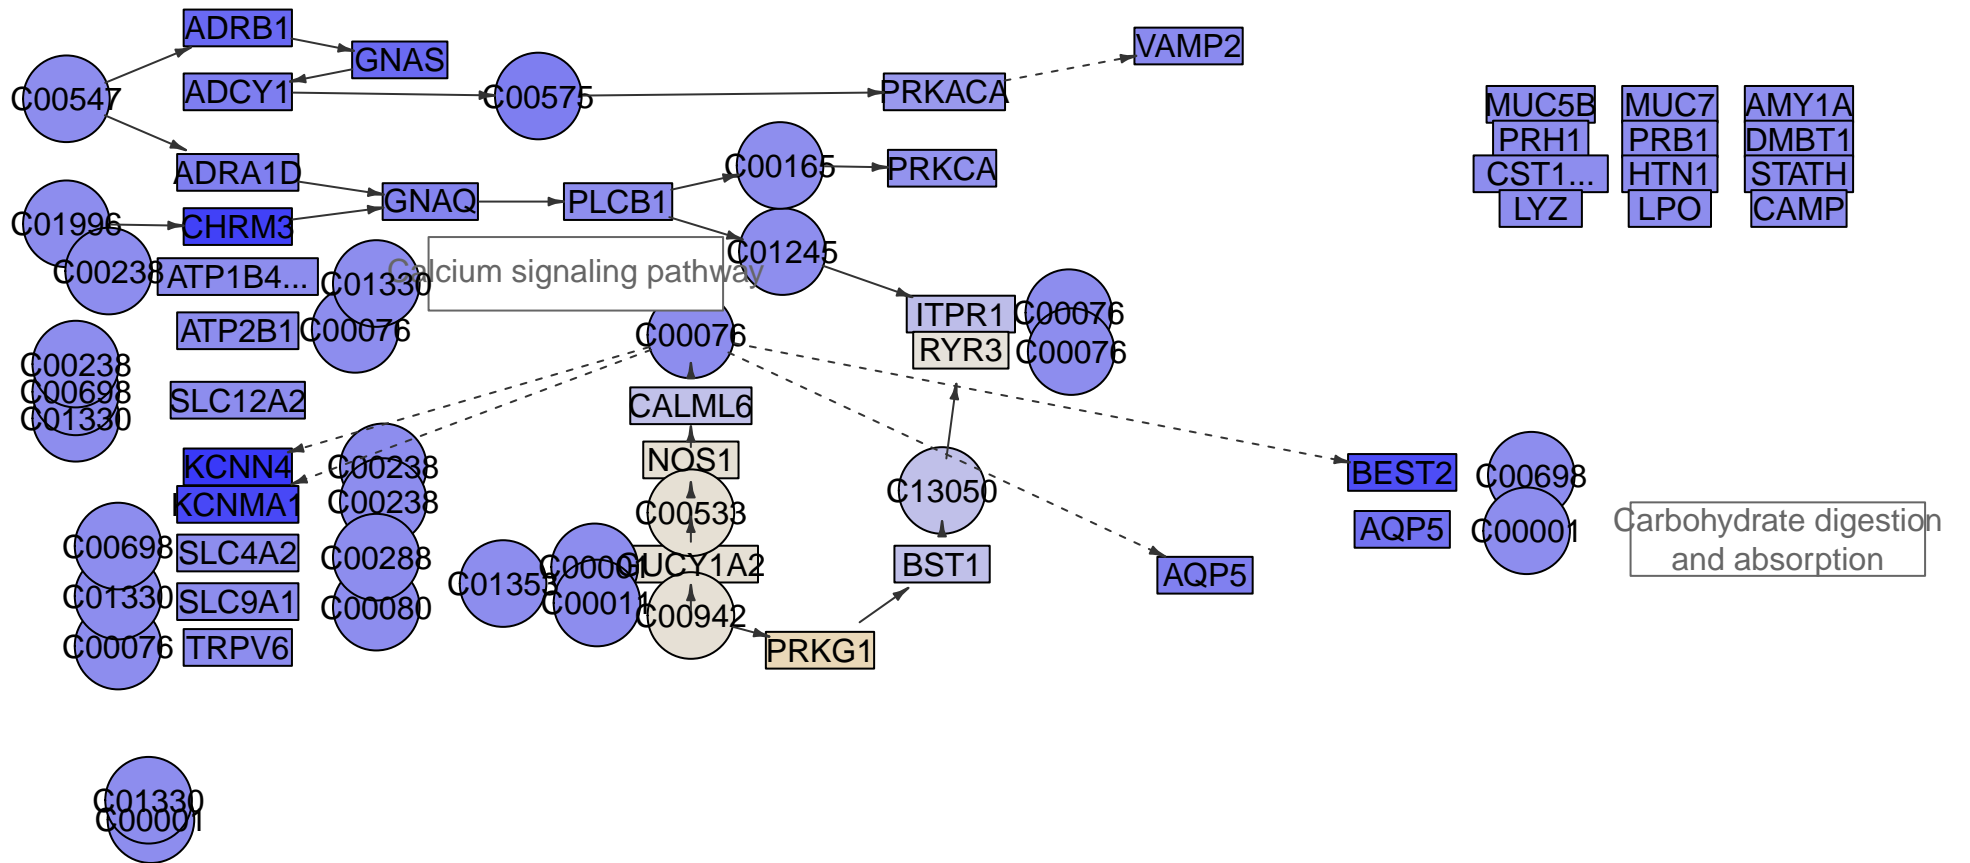 ADRB1
GNAS
VAMP2
C00547
ADCY1
C00575
PRKACA
MUC5B
MUC7
AMY1A
PRH1
PRB1
DMBT1
CST1...
HTN1
STATH
LYZ
LPO
CAMP
ADRA1D
C00165
PRKCA
GNAQ
PLCB1
C01996
CHRM3
C01245
C00238
ATP1B4...
C01330
Calcium signaling pathway
ITPR1
C00076
ATP2B1
C00076
C00076
RYR3
C00076
C00238
C00698
C01330
SLC12A2
CALML6
KCNN4
C00238
NOS1
C13050
BEST2
C00698
KCNMA1
C00238
C00533
AQP5
C00001
Carbohydrate digestion
and absorption
C00698
SLC4A2
C00288
C01353
C00001
GUCY1A2
BST1
AQP5
C01330
SLC9A1
C00080
C00011
C00942
C00076
TRPV6
PRKG1
C01330
C00001